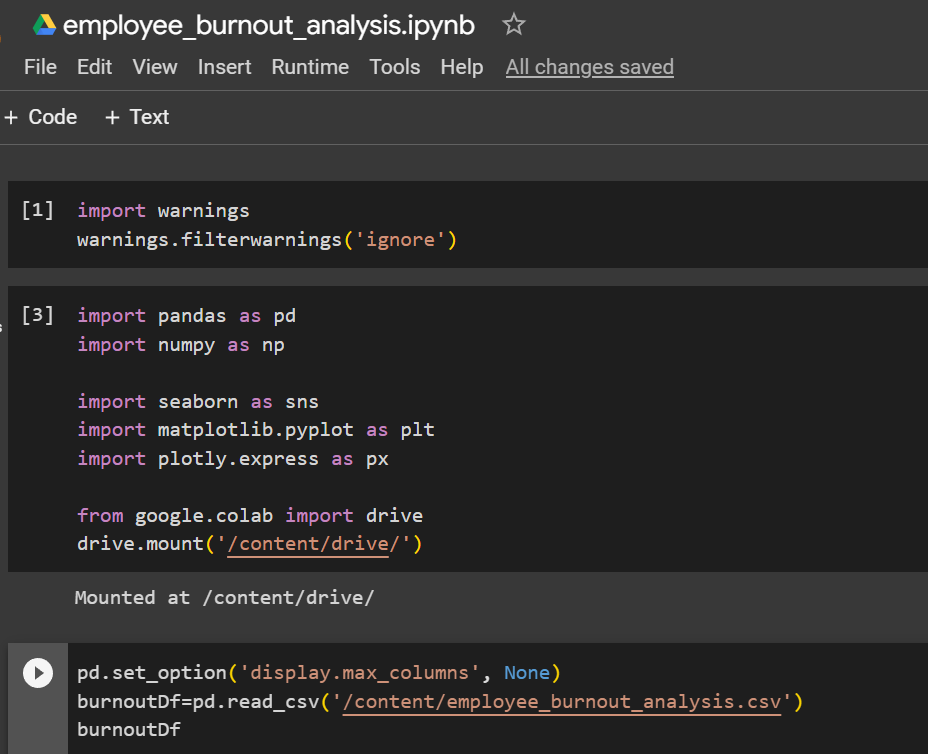 employee_burnout_analysis.ipynb
File Edit View Insert Runtime Tools Help All changes saved
+ Code + Text
[1] import warnings
warnings.filterwarnings('ignore')
[3] import pandas as pd
import numpy as np
import seaborn as sns
import matplotlib.pyplot as plt
import plotly.express as px
from google.colab import drive
drive.mount('/content/drive/')
Mounted at /content/drive/
pd.set_option('display.max_columns', None)
burnoutDf=pd.read_csv('/content/employee_burnout_analysis.csv')
burnoutDf